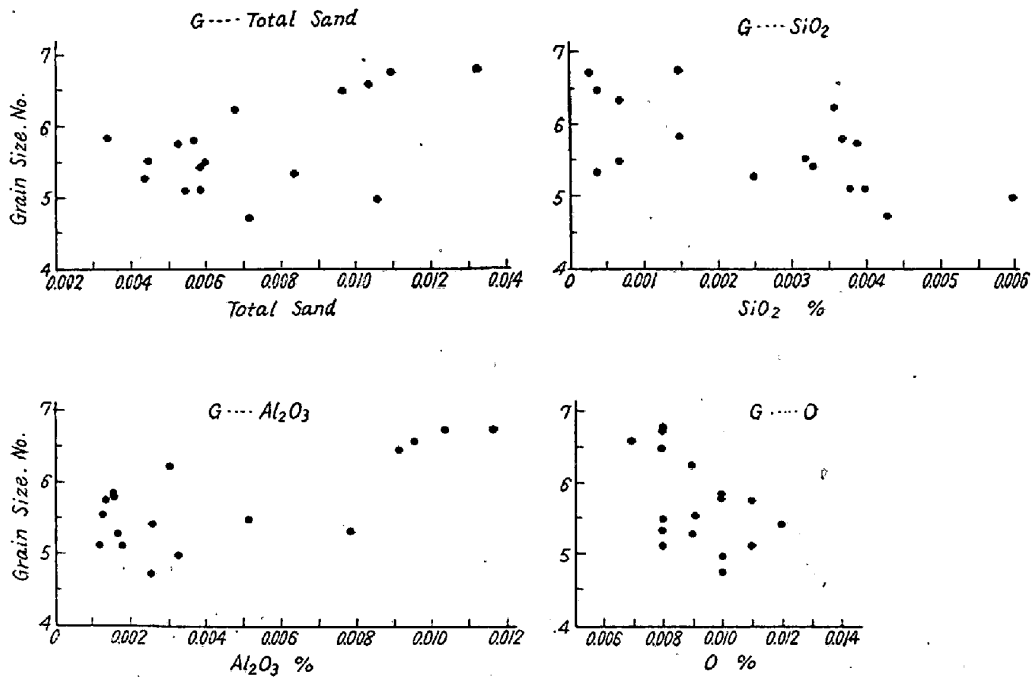 G---- Total Sand
Grain Size. No.
7
6
5
4
0.002 0.004 0.006 0.008 0.010 0.012 0.014
Total Sand
G---- SiO2
7
6
5
4
0 0.001 0.002 0.003 0.004 0.005 0.006
SiO2 %
G---- Al2O3
Grain Size. No.
7
6
5
4
0 0.002 0.004 0.006 0.008 0.010 0.012
Al2O3 %
G---- O
7
6
5
4
0.006 0.008 0.010 0.012 0.014
O %